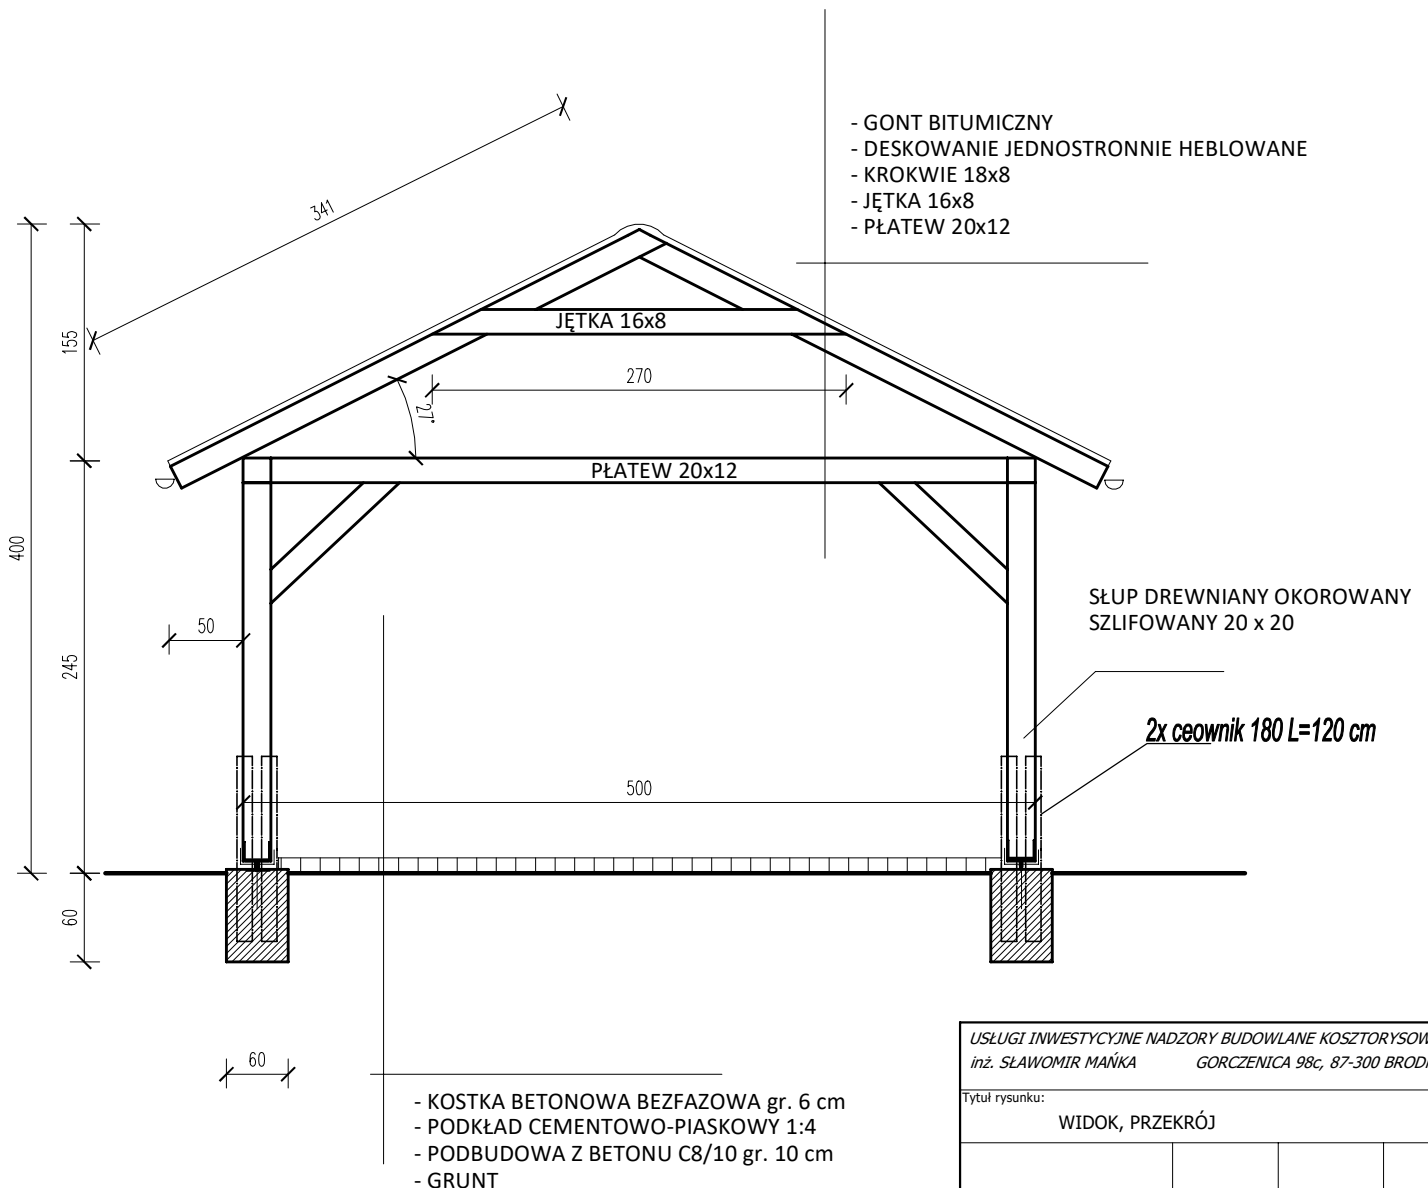 - GONT BITUMICZNY
- DESKOWANIE JEDNOSTRONNIE HEBLOWANE
- KROKWIE 18x8
- JĘTKA 16x8
- PŁATEW 20x12
341
155
400
JĘTKA 16x8
270
27°
PŁATEW 20x12
245
50
SŁUP DREWNIANY OKOROWANY
SZLIFOWANY 20 x 20
2x ceownik 180 L=120 cm
500
60
60
- KOSTKA BETONOWA BEZFAZOWA gr. 6 cm
- PODKŁAD CEMENTOWO-PIASKOWY 1:4
- PODBUDOWA Z BETONU C8/10 gr. 10 cm
- GRUNT
USŁUGI INWESTYCYJNE NADZORY BUDOWLANE KOSZTORYSOW
inż. SŁAWOMIR MAŃKA GORCZENICA 98c, 87-300 BROD
Tytuł rysunku:
WIDOK, PRZEKRÓJ